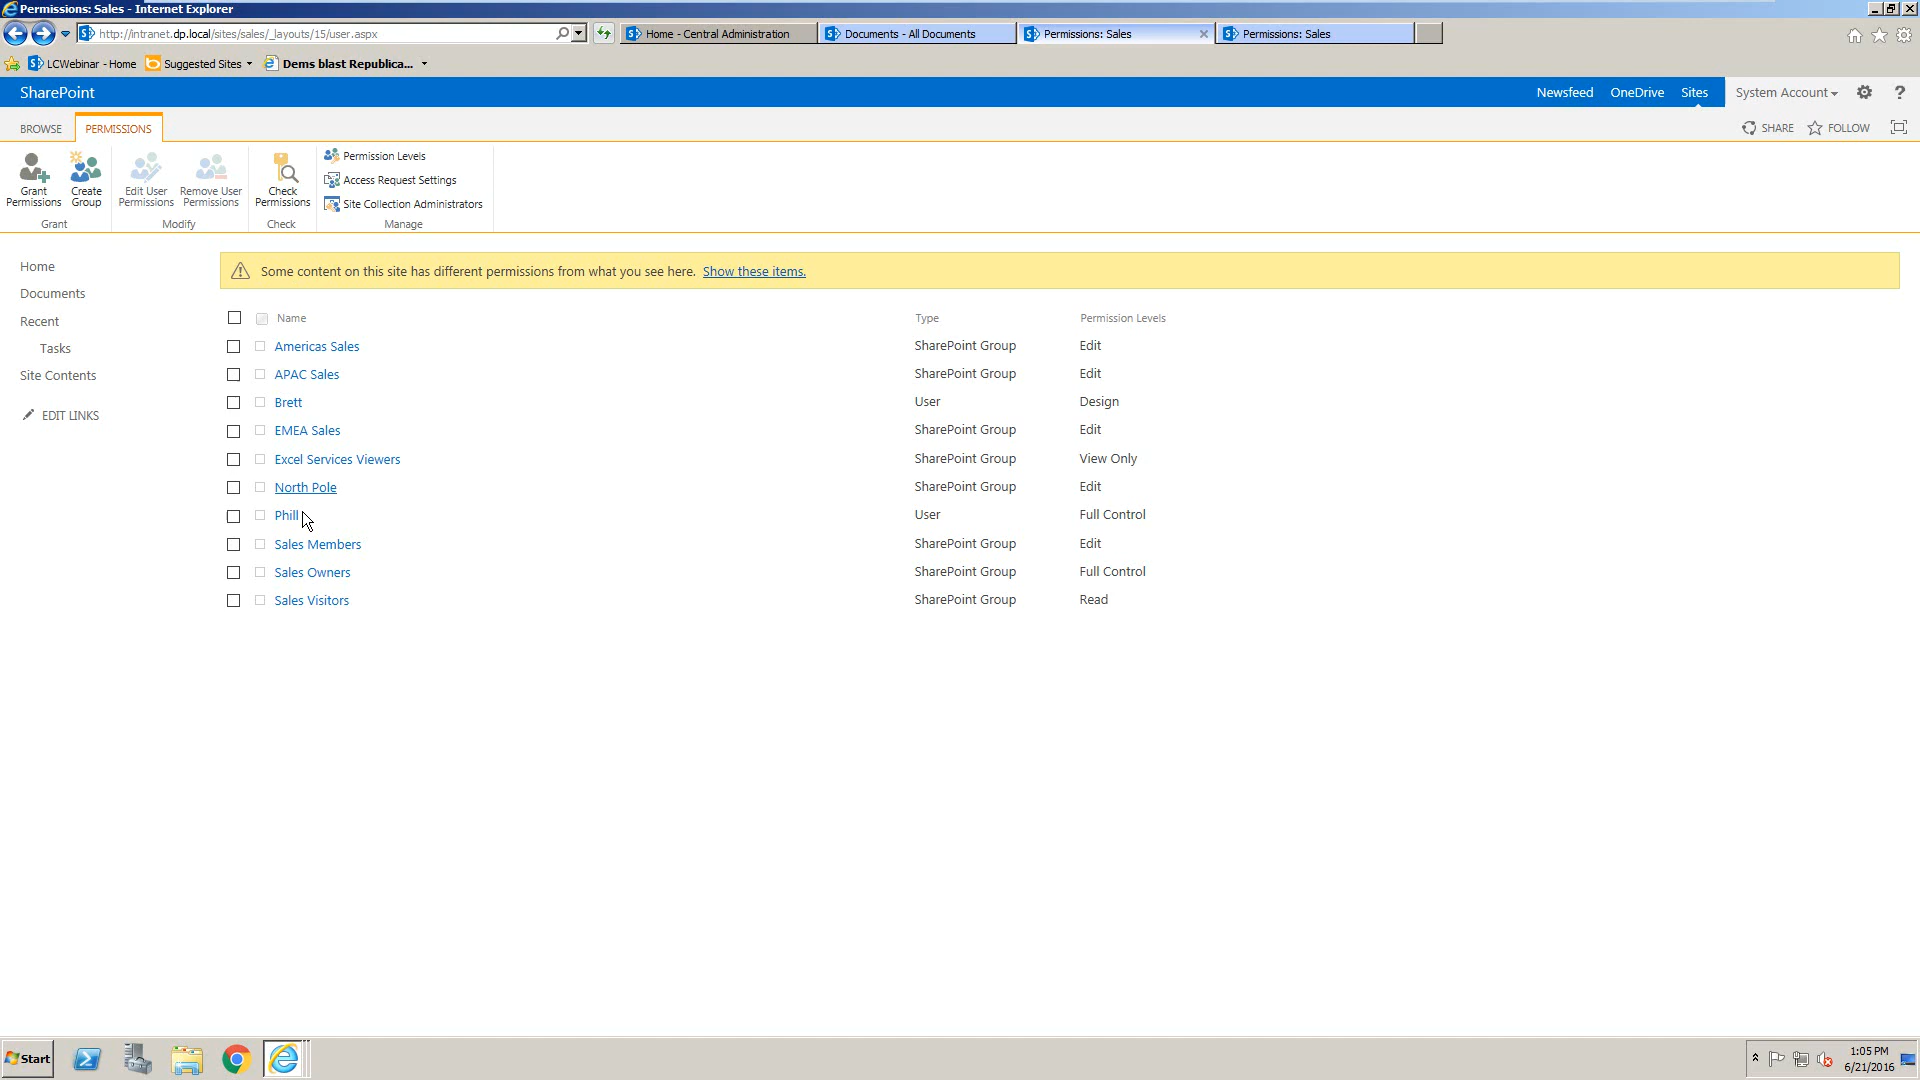 Permissions: Sales - Internet Explorer
http://intranet.dp.local/sites/sales/_layouts/15/user.aspx
Home - Central Administration
Documents - All Documents
Permissions: Sales
Permissions: Sales
LCWebinar - Home
Suggested Sites
Dems blast Republica...
SharePoint
Newsfeed
OneDrive
Sites
System Account
?
BROWSE
PERMISSIONS
SHARE
FOLLOW
Grant Permissions
Create Group
Edit User Permissions
Remove User Permissions
Check Permissions
Permission Levels
Access Request Settings
Site Collection Administrators
Grant
Modify
Check
Manage
Home
Documents
Recent
Tasks
Site Contents
EDIT LINKS
Some content on this site has different permissions from what you see here. Show these items.
Name Type Permission Levels
Americas Sales SharePoint Group Edit
APAC Sales SharePoint Group Edit
Brett User Design
EMEA Sales SharePoint Group Edit
Excel Services Viewers SharePoint Group View Only
North Pole SharePoint Group Edit
Phill User Full Control
Sales Members SharePoint Group Edit
Sales Owners SharePoint Group Full Control
Sales Visitors SharePoint Group Read
Start
1:05 PM
6/21/2016